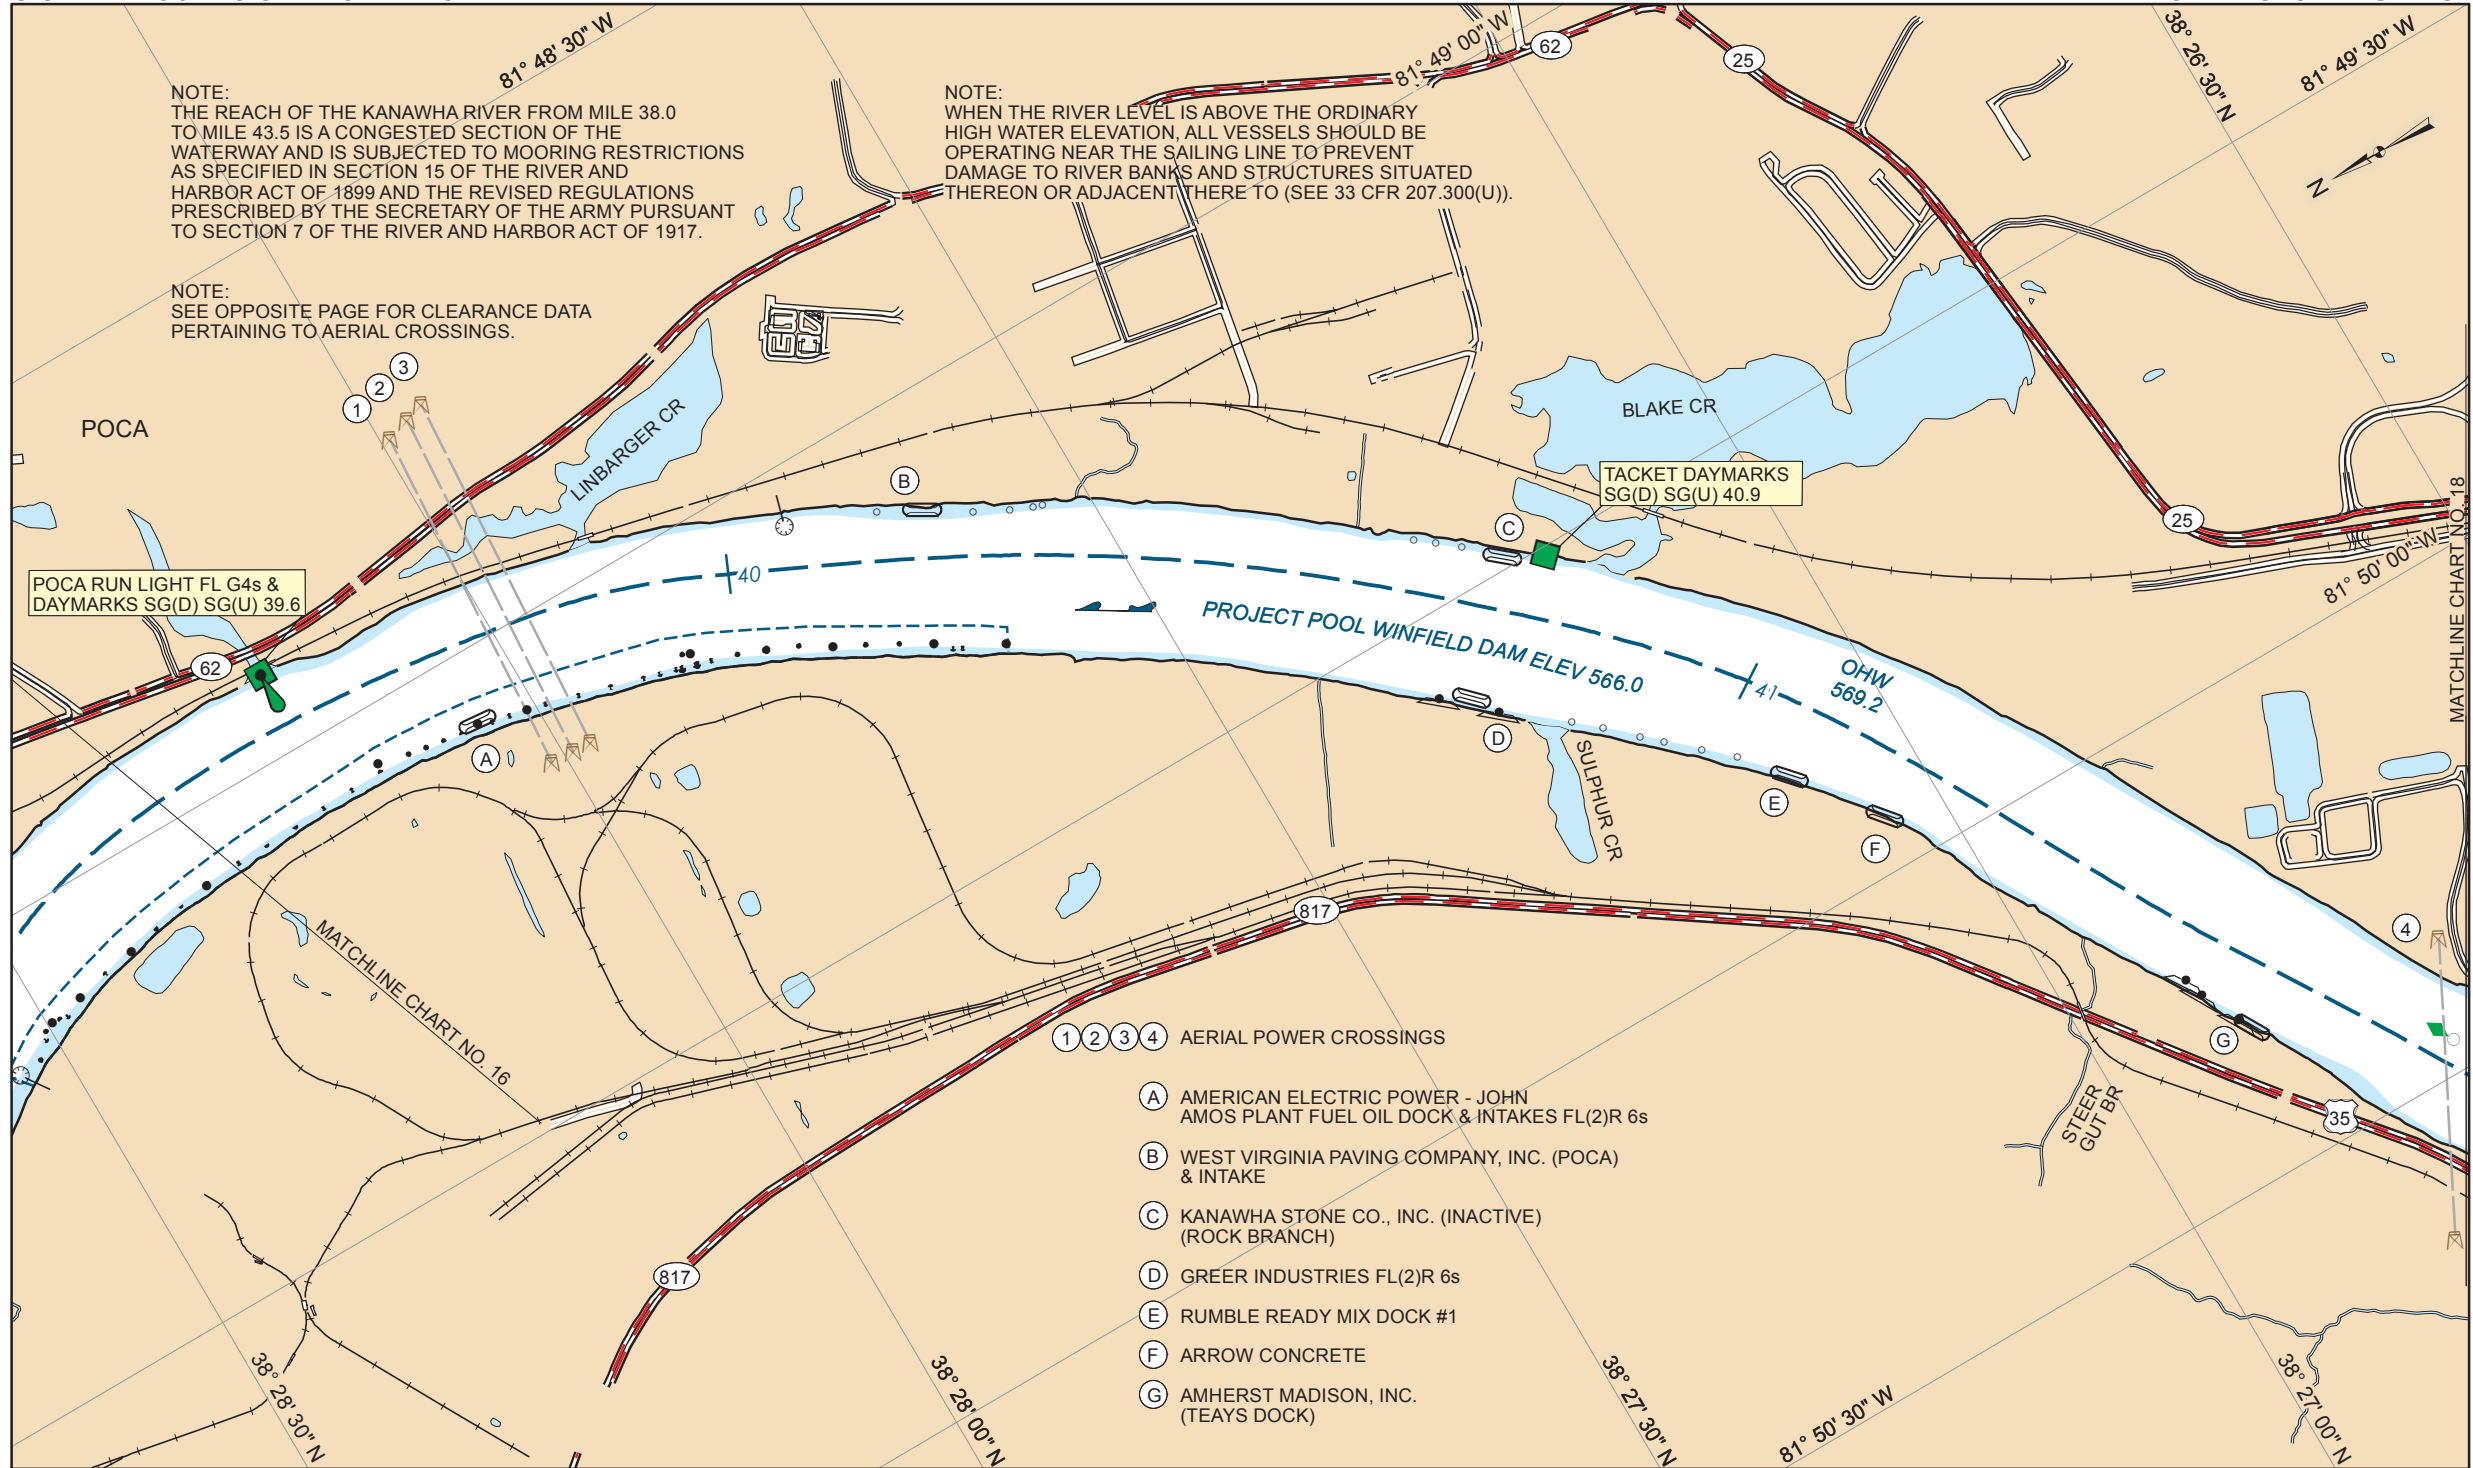 81° 48' 30" W
81° 49' 00" W
62
25
38° 26' 30" N
81° 49' 30" W
NOTE:
THE REACH OF THE KANAWHA RIVER FROM MILE 38.0
TO MILE 43.5 IS A CONGESTED SECTION OF THE
WATERWAY AND IS SUBJECTED TO MOORING RESTRICTIONS
AS SPECIFIED IN SECTION 15 OF THE RIVER AND
HARBOR ACT OF 1899 AND THE REVISED REGULATIONS
PRESCRIBED BY THE SECRETARY OF THE ARMY PURSUANT
TO SECTION 7 OF THE RIVER AND HARBOR ACT OF 1917.
NOTE:
WHEN THE RIVER LEVEL IS ABOVE THE ORDINARY
HIGH WATER ELEVATION, ALL VESSELS SHOULD BE
OPERATING NEAR THE SAILING LINE TO PREVENT
DAMAGE TO RIVER BANKS AND STRUCTURES SITUATED
THEREON OR ADJACENT THERE TO (SEE 33 CFR 207.300(U)).
N
NOTE:
SEE OPPOSITE PAGE FOR CLEARANCE DATA
PERTAINING TO AERIAL CROSSINGS.
1
2
3
POCA
LINBARGER CR
BLAKE CR
B
TACKET DAYMARKS
SG(D) SG(U) 40.9
C
25
81° 50' 00" W
MATCHLINE CHART NO. 18
POCA RUN LIGHT FL G4s &
DAYMARKS SG(D) SG(U) 39.6
40
PROJECT POOL WINFIELD DAM ELEV 566.0
41
OHW
569.2
62
A
D
SULPHUR CR
E
F
817
4
MATCHLINE CHART NO. 16
G
STEER
GUT BR
35
1 2 3 4 AERIAL POWER CROSSINGS
A AMERICAN ELECTRIC POWER - JOHN
AMOS PLANT FUEL OIL DOCK & INTAKES FL(2)R 6s
B WEST VIRGINIA PAVING COMPANY, INC. (POCA)
& INTAKE
C KANAWHA STONE CO., INC. (INACTIVE)
(ROCK BRANCH)
D GREER INDUSTRIES FL(2)R 6s
E RUMBLE READY MIX DOCK #1
F ARROW CONCRETE
G AMHERST MADISON, INC.
(TEAYS DOCK)
817
38° 28' 30" N
38° 28' 00" N
38° 27' 30" N
81° 50' 30" W
38° 27' 00" N